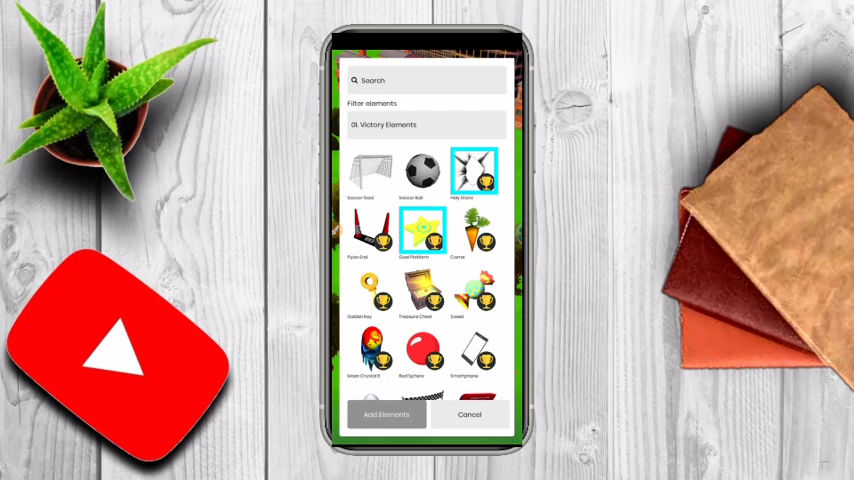 Search
Filter elements
01. Victory Elements
Soccer Goal
Soccer Ball
Holy Stone
Pylon End
Goal Platform
Carrot
Golden Key
Treasure Chest
Sweet
Moon Crystal 5
Red Sphere
Smartphone
Add Elements
Cancel